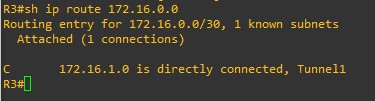 R3#sh ip route 172.16.0.0
Routing entry for 172.16.0.0/30, 1 known subnets
  Attached (1 connections)

C       172.16.1.0 is directly connected, Tunnel1
R3#